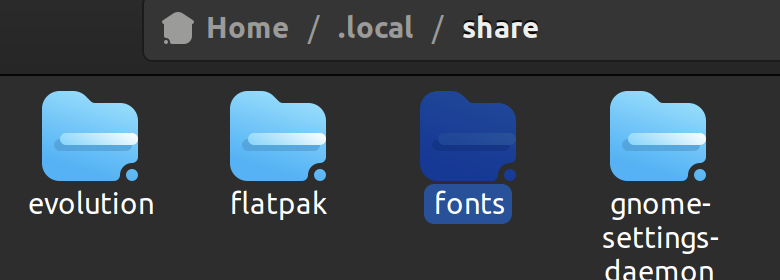 Home / .local / share
evolution
flatpak
fonts
gnome-
settings-
daemon